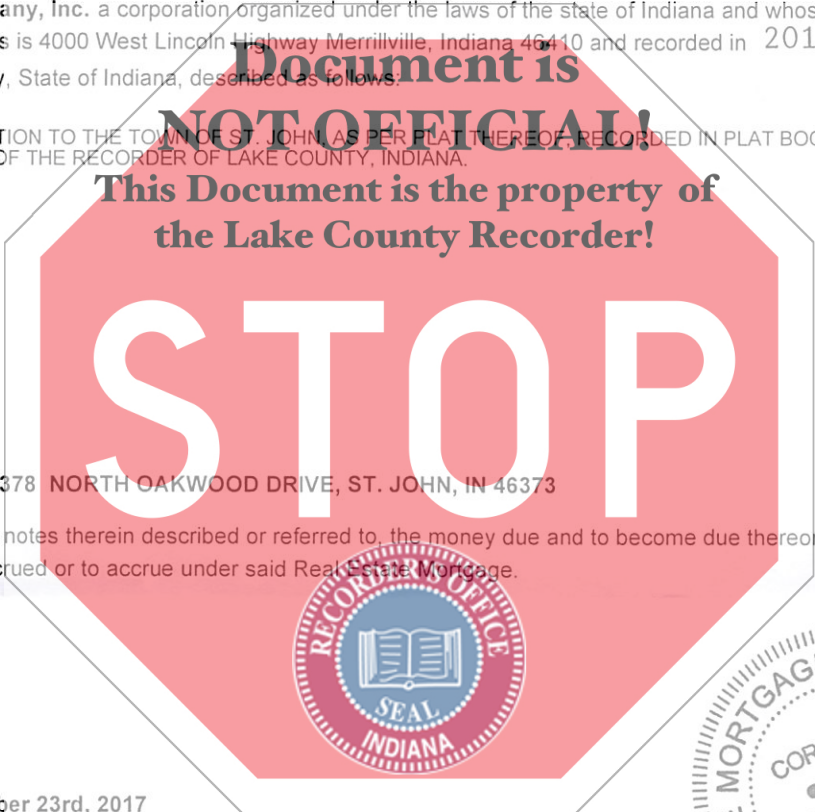 any, Inc. a corporation organized under the laws of the state of Indiana and whos
s is 4000 West Lincoln Highway Merrillville, Indiana 46410 and recorded in 201
Document is
y, State of Indiana, described as follows:
NOT OFFICIAL!
TION TO THE TOWN OF ST. JOHN, AS PER PLAT THEREOF, RECORDED IN PLAT BOO
OF THE RECORDER OF LAKE COUNTY, INDIANA.
This Document is the property of
the Lake County Recorder!
STOP
378 NORTH OAKWOOD DRIVE, ST. JOHN, IN 46373
notes therein described or referred to, the money due and to become due thereon
crued or to accrue under said Real Estate Mortgage.
RECORDER'S OFFICE
SEAL
INDIANA
MORTGAG
COR
ber 23rd, 2017